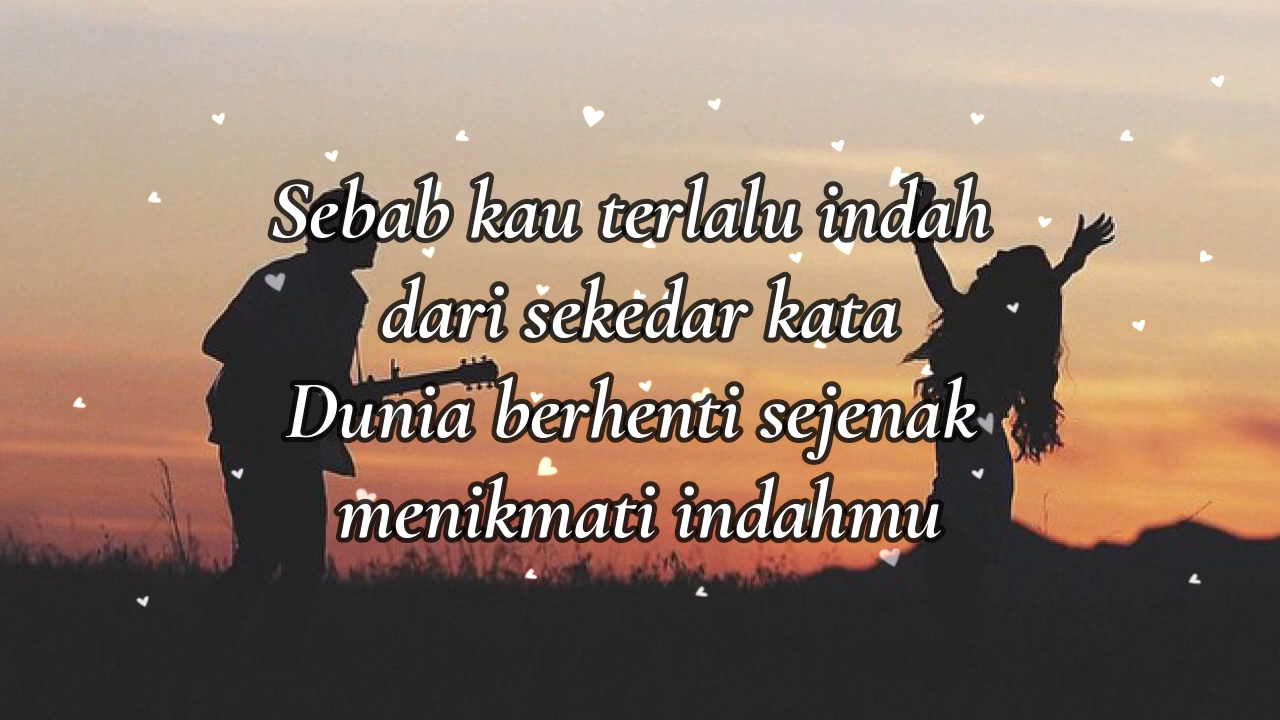 Sebab kau terlalu indah
dari sekedar kata
Dunia berhenti sejenak
menikmati indahmu